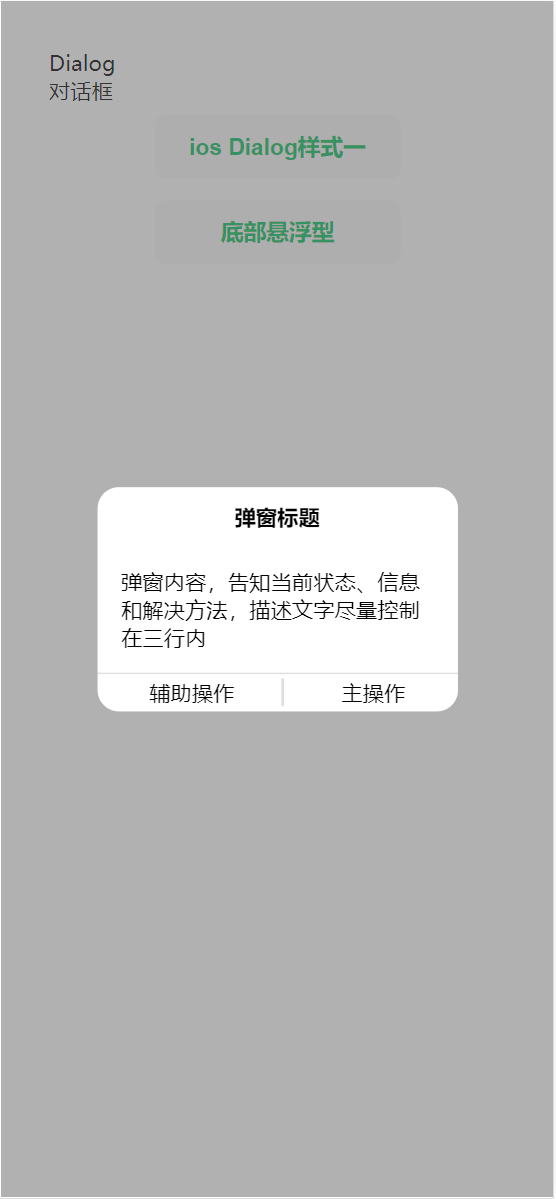 Dialog
对话框
ios Dialog样式一
底部悬浮型
弹窗标题
弹窗内容，告知当前状态、信息
和解决方法，描述文字尽量控制
在三行内
辅助操作
主操作